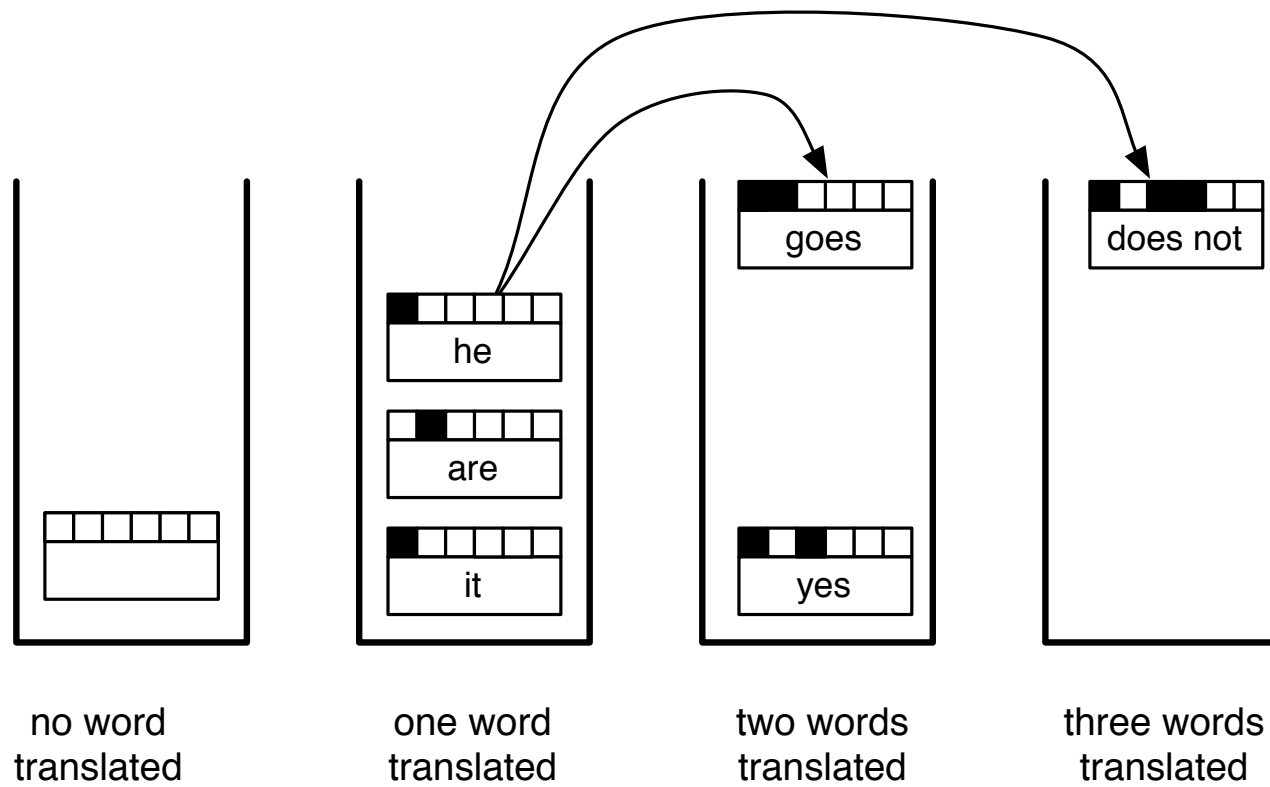 goes
does not
he
are
it
yes
no word
translated
one word
translated
two words
translated
three words
translated